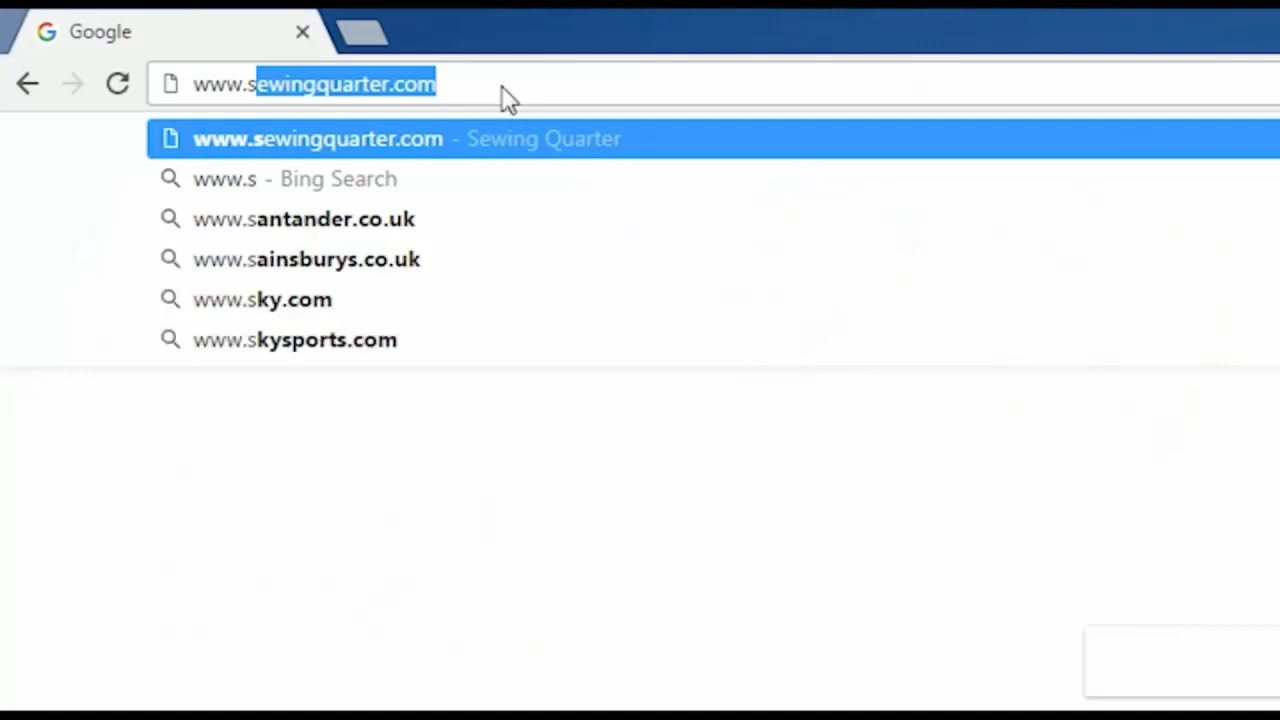 Google
www.sewingquarter.com
www.sewingquarter.com - Sewing Quarter
www.s - Bing Search
www.santander.co.uk
www.sainsburys.co.uk
www.sky.com
www.skysports.com